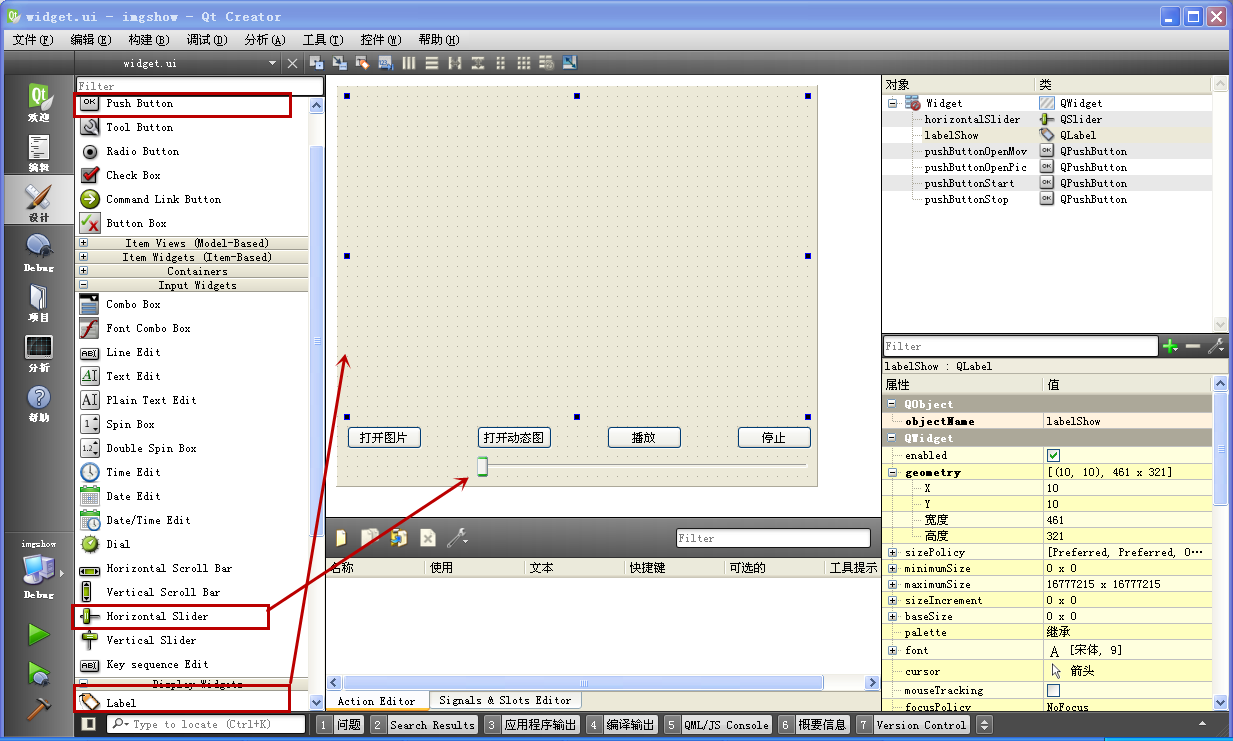 widget.ui - imgshow - Qt Creator
文件(F) 编辑(E) 构建(B) 调试(D) 分析(A) 工具(T) 控件(W) 帮助(H)
widget.ui
欢迎
编辑
设计
Debug
项目
分析
帮助
imgshow
Debug
Filter
OK Push Button
Tool Button
Radio Button
Check Box
Command Link Button
Button Box
Item Views (Model-Based)
Item Widgets (Item-Based)
Containers
Input Widgets
Combo Box
Font Combo Box
Line Edit
Text Edit
Plain Text Edit
Spin Box
Double Spin Box
Time Edit
Date Edit
Date/Time Edit
Dial
Horizontal Scroll Bar
Vertical Scroll Bar
Horizontal Slider
Vertical Slider
Key sequence Edit
Display Widgets
Label
打开图片 打开动态图 播放 停止
Filter
名称 使用 文本 快捷键 可选的 工具提示
Action Editor Signals & Slots Editor
对象 类
Widget QWidget
horizontalSlider QSlider
labelShow QLabel
pushButtonOpenMov QPushButton
pushButtonOpenPic QPushButton
pushButtonStart QPushButton
pushButtonStop QPushButton
Filter
labelShow : QLabel
属性 值
QObject
objectName labelShow
QWidget
enabled
geometry [(10, 10), 461 x 321]
X 10
Y 10
宽度 461
高度 321
sizePolicy [Preferred, Preferred, 0...
minimumSize 0 x 0
maximumSize 16777215 x 16777215
sizeIncrement 0 x 0
baseSize 0 x 0
palette 继承
font A [宋体, 9]
cursor 箭头
mouseTracking
focusPolicy NoFocus
Type to locate (Ctrl+K) 1 问题 2 Search Results 3 应用程序输出 4 编译输出 5 QML/JS Console 6 概要信息 7 Version Control